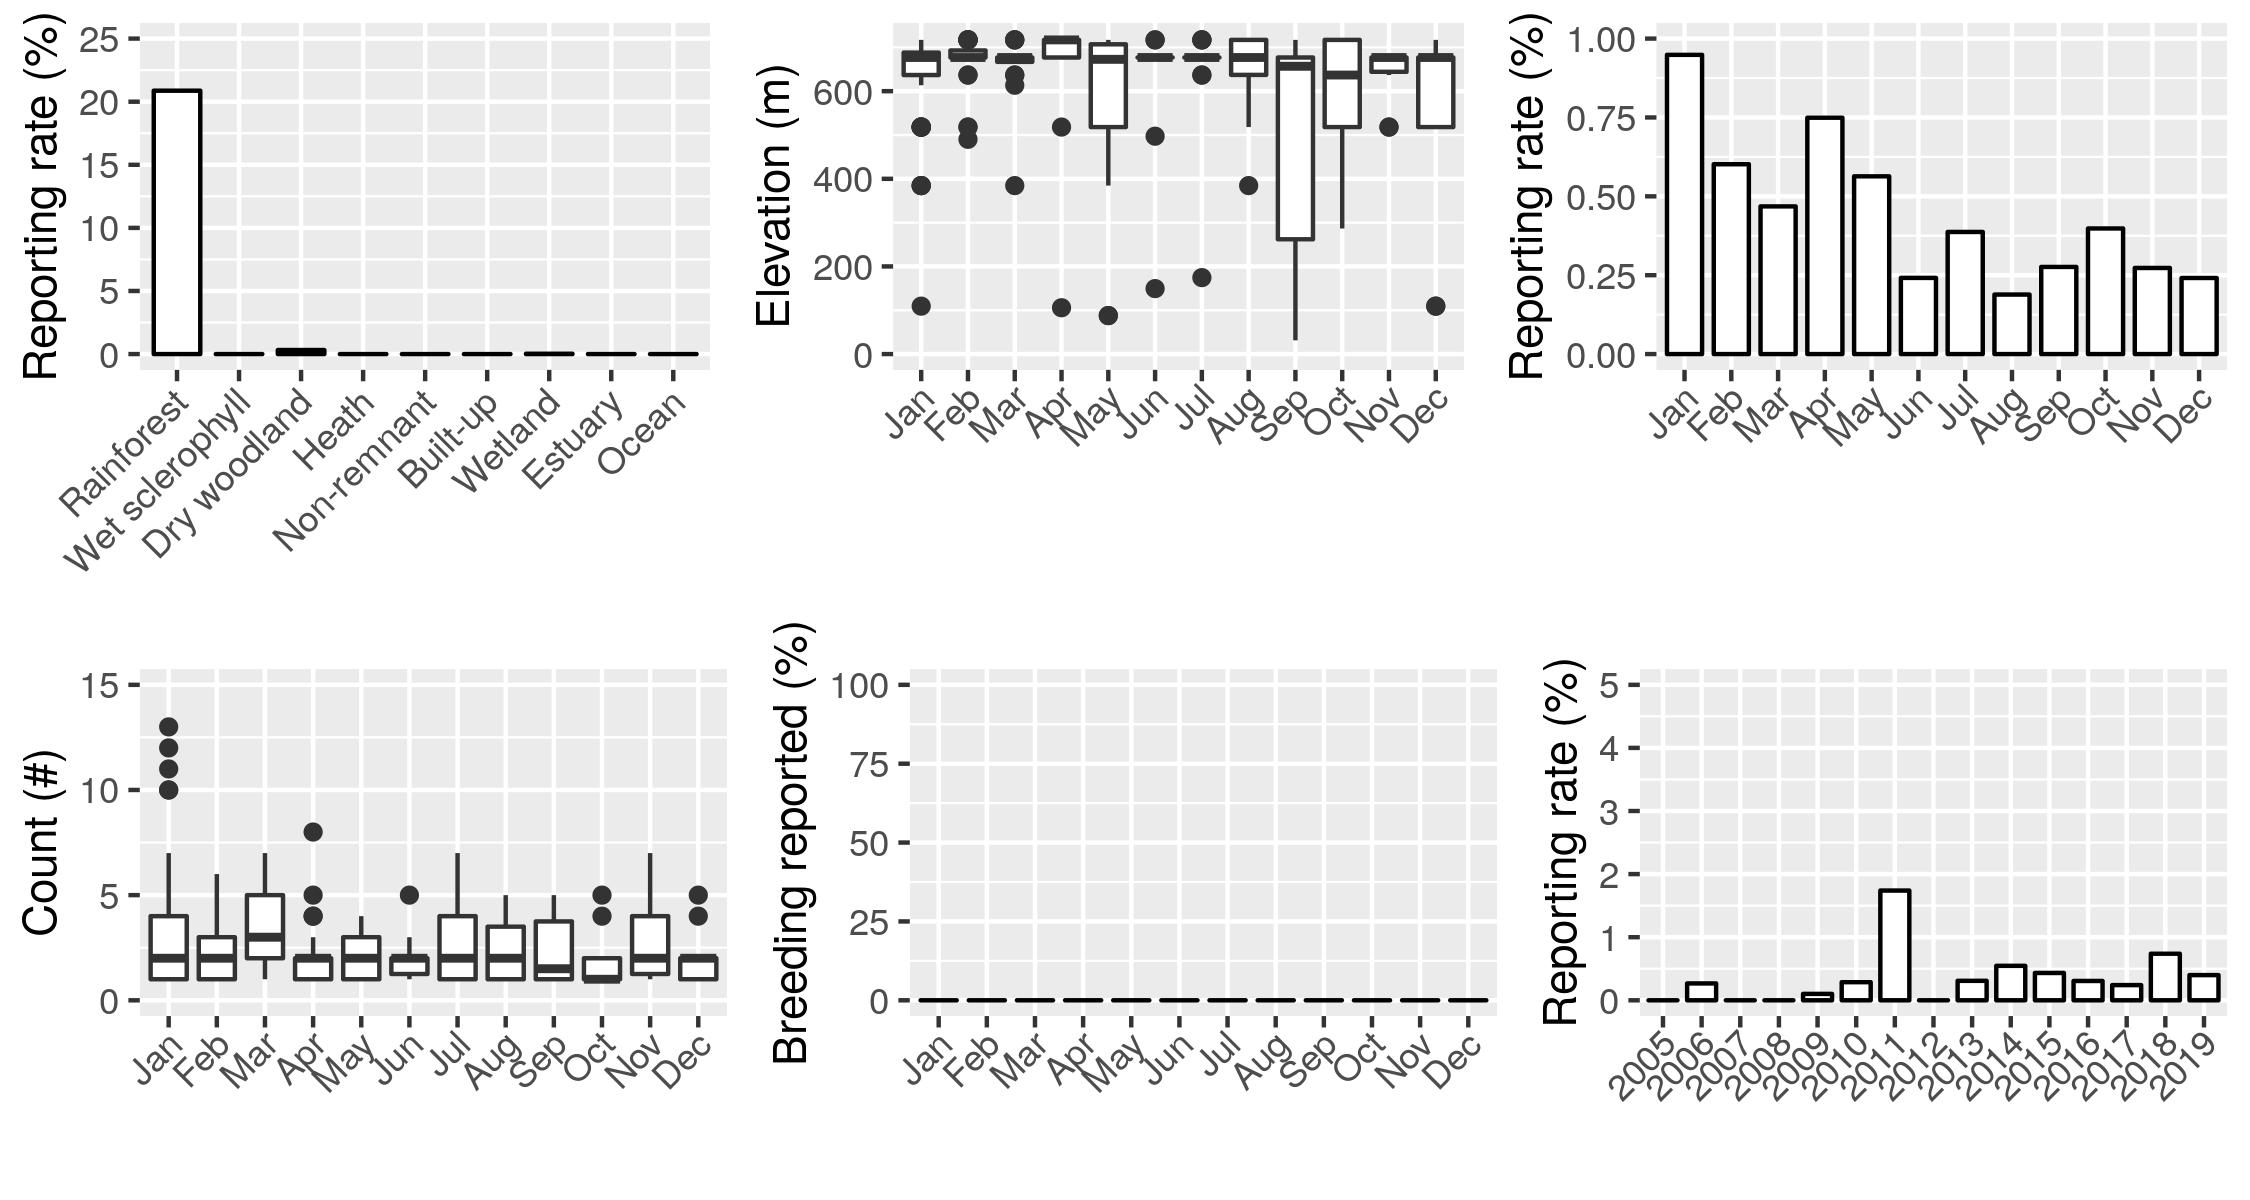 Reporting rate (%)
25
20
15
10
5
0
Rainforest
Wet sclerophyll
Dry woodland
Heath
Non-remnant
Built-up
Wetland
Estuary
Ocean
Elevation (m)
600
400
200
0
Jan
Feb
Mar
Apr
May
Jun
Jul
Aug
Sep
Oct
Nov
Dec
Reporting rate (%)
1.00
0.75
0.50
0.25
0.00
Jan
Feb
Mar
Apr
May
Jun
Jul
Aug
Sep
Oct
Nov
Dec
Count (#)
15
10
5
0
Jan
Feb
Mar
Apr
May
Jun
Jul
Aug
Sep
Oct
Nov
Dec
Breeding reported (%)
100
75
50
25
0
Jan
Feb
Mar
Apr
May
Jun
Jul
Aug
Sep
Oct
Nov
Dec
Reporting rate (%)
5
4
3
2
1
0
2005
2006
2007
2008
2009
2010
2011
2012
2013
2014
2015
2016
2017
2018
2019